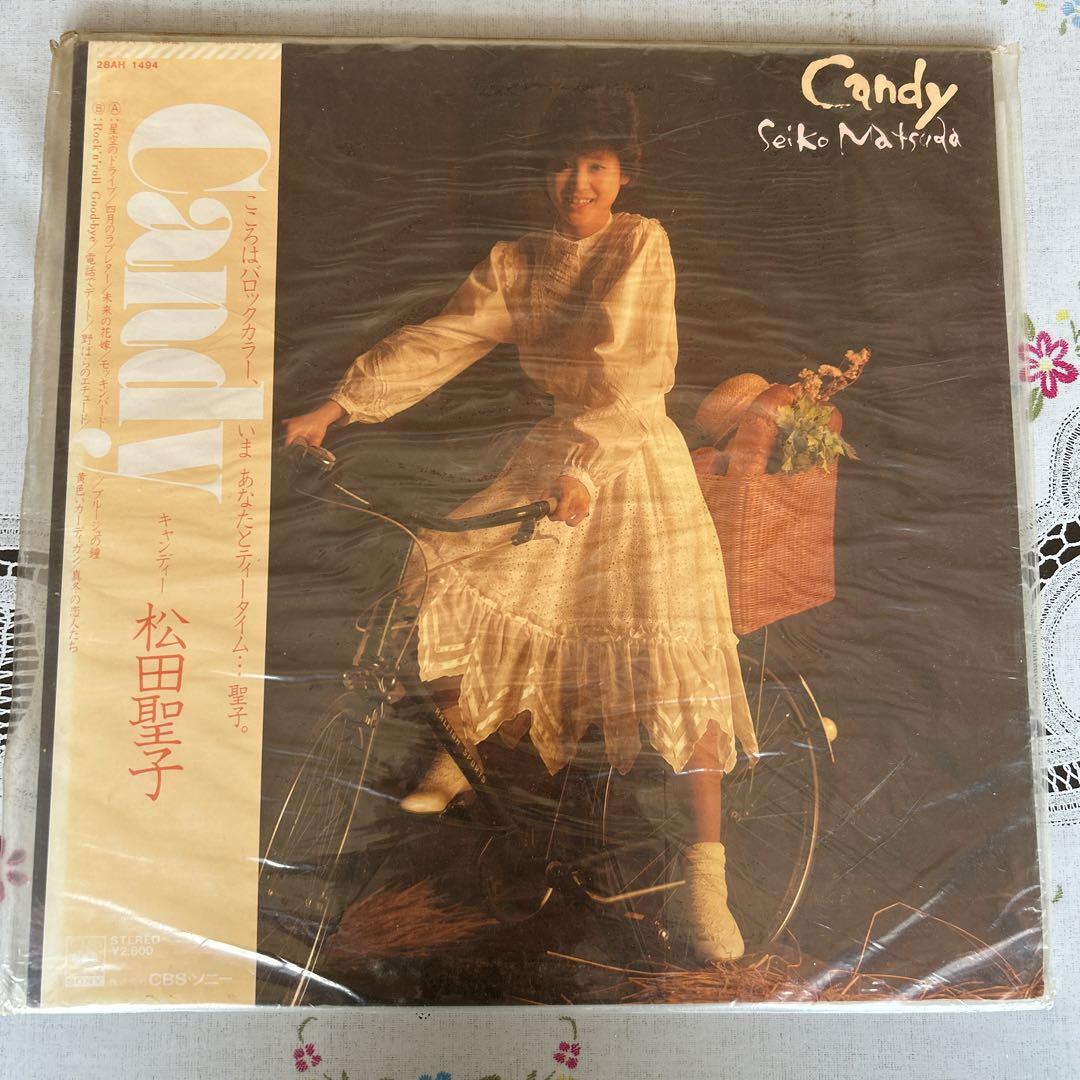 28AH 1494
Candy
Seiko Matsuda
Candy,
こころはバロックカラー、いま あなたとティータイム… 聖子。
キャンディー
松田聖子
Ⓐ:星空のドライブ/四月のラブレター/未来の花嫁/モッキンバード/ブルージュの鐘
Ⓑ:Rock'n'roll Good-bye/電話でデート/野ばらのエチュード/黄色いカーディガン/真冬の恋人たち
STEREO
¥2,800
SONY
CBS・ソニー